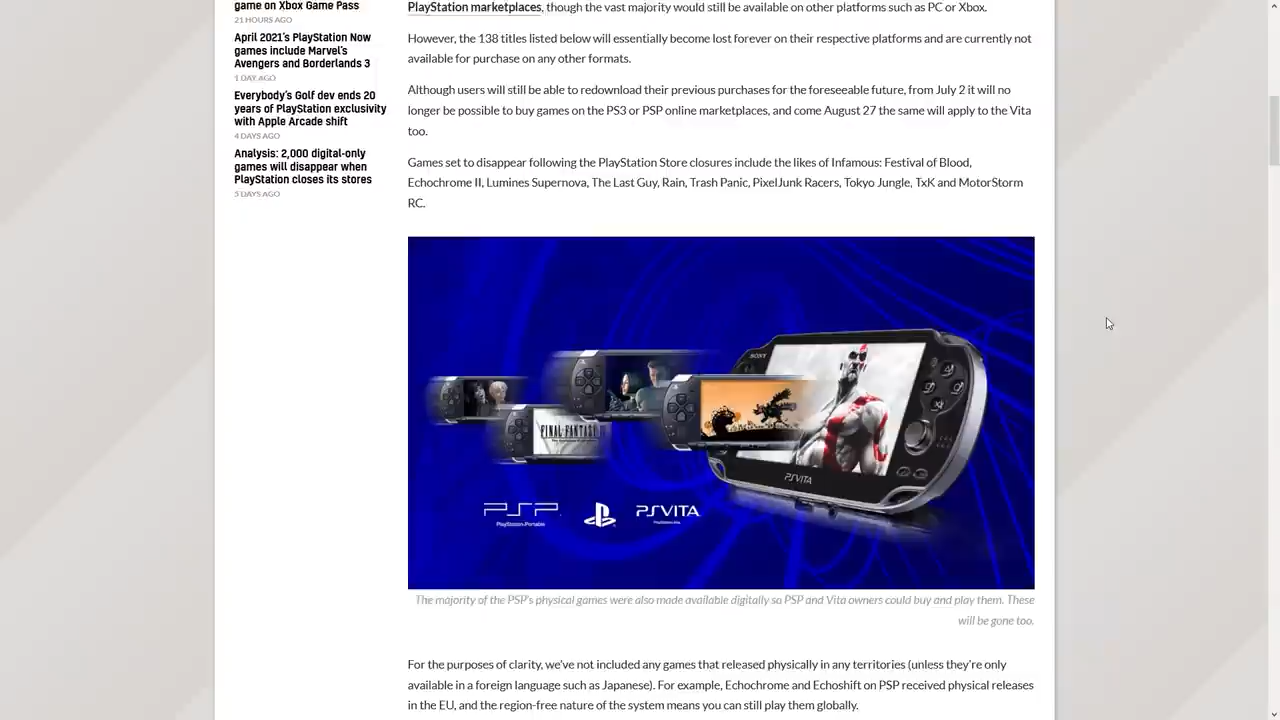 game on Xbox Game Pass
21 HOURS AGO
April 2021's PlayStation Now
games include Marvel's
Avengers and Borderlands 3
1 DAY AGO
Everybody's Golf dev ends 20
years of PlayStation exclusivity
with Apple Arcade shift
4 DAYS AGO
Analysis: 2,000 digital-only
games will disappear when
PlayStation closes its stores
5 DAYS AGO
PlayStation marketplaces, though the vast majority would still be available on other platforms such as PC or Xbox.
However, the 138 titles listed below will essentially become lost forever on their respective platforms and are currently not
available for purchase on any other formats.
Although users will still be able to redownload their previous purchases for the foreseeable future, from July 2 it will no
longer be possible to buy games on the PS3 or PSP online marketplaces, and come August 27 the same will apply to the Vita
too.
Games set to disappear following the PlayStation Store closures include the likes of Infamous: Festival of Blood,
Echochrome II, Lumines Supernova, The Last Guy, Rain, Trash Panic, PixelJunk Racers, Tokyo Jungle, TxK and MotorStorm
RC.
SONY
FINAL FANTASY
PSVITA
PSP
PlayStation Portable
PSVITA
PlayStation Vita
The majority of the PSP's physical games were also made available digitally so PSP and Vita owners could buy and play them. These
will be gone too.
For the purposes of clarity, we've not included any games that released physically in any territories (unless they're only
available in a foreign language such as Japanese). For example, Echochrome and Echoshift on PSP received physical releases
in the EU, and the region-free nature of the system means you can still play them globally.